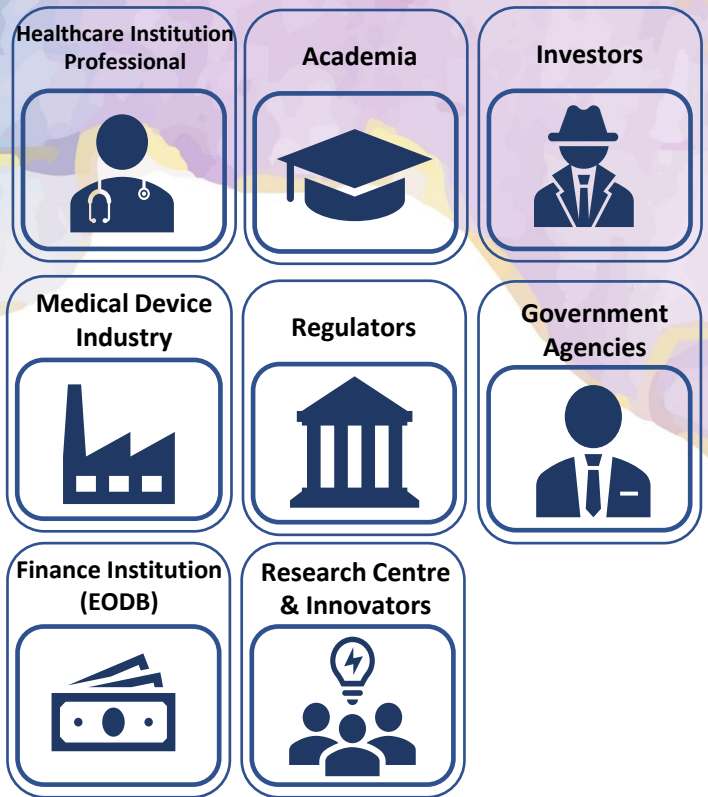 Healthcare Institution
Professional
Academia
Investors
Medical Device
Industry
Regulators
Government
Agencies
Finance Institution
(EODB)
Research Centre
& Innovators